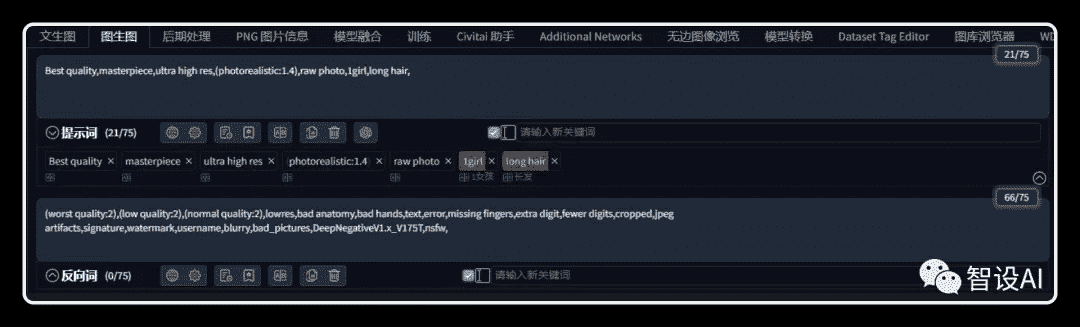 文生图 图生图 后期处理 PNG 图片信息 模型融合 训练 Civitai 助手 Additional Networks 无边图像浏览 模型转换 Dataset Tag Editor 图库浏览器 WD
21/75
Best quality,masterpiece,ultra high res,(photorealistic:1.4),raw photo,1girl,long hair,
提示词 (21/75) 请输入新关键词
Best quality × masterpiece × ultra high res × photorealistic:1.4 × raw photo × 1girl × long hair ×
1女孩 长发
66/75
(worst quality:2),(low quality:2),(normal quality:2),lowres,bad anatomy,bad hands,text,error,missing fingers,extra digit,fewer digits,cropped,jpeg
artifacts,signature,watermark,username,blurry,bad_pictures,DeepNegativeV1.x_V175T,nsfw,
反向词 (0/75) 请输入新关键词
智设AI